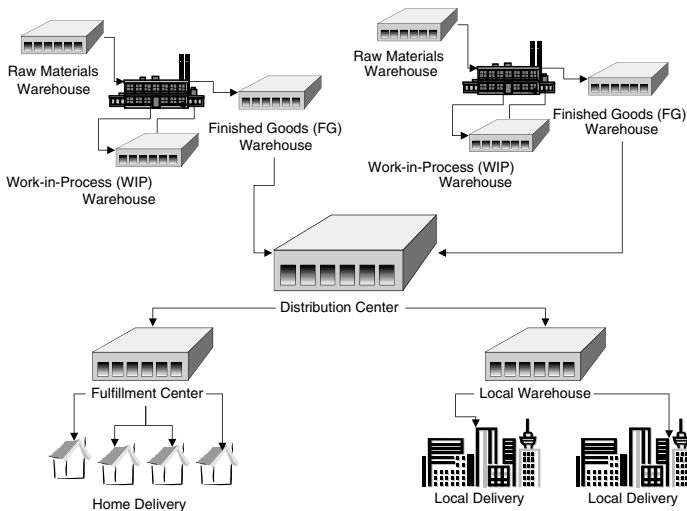 Raw Materials
Warehouse
Finished Goods (FG)
Warehouse
Work-in-Process (WIP)
Warehouse
Raw Materials
Warehouse
Finished Goods (FG)
Warehouse
Work-in-Process (WIP)
Warehouse
Distribution Center
Fulfillment Center
Local Warehouse
Home Delivery
Local Delivery
Local Delivery